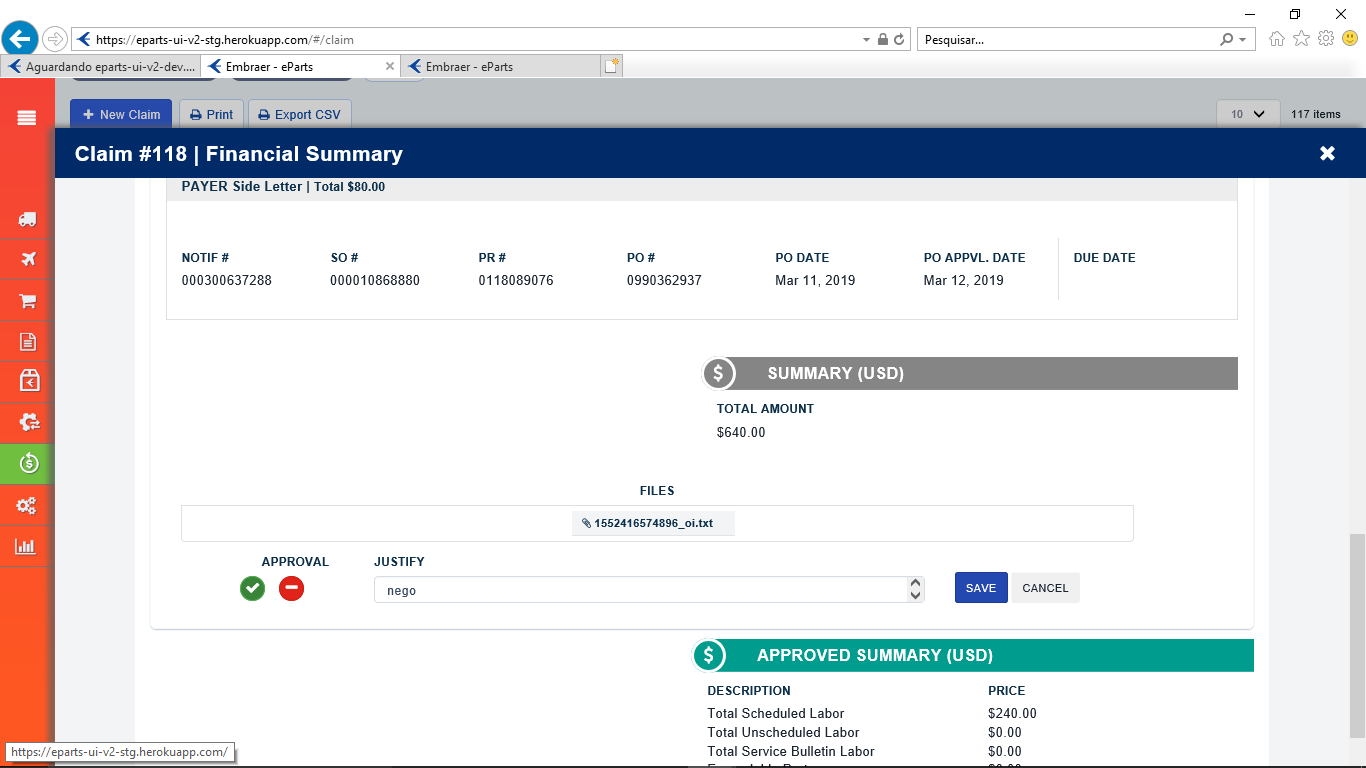 https://eparts-ui-v2-stg.herokuapp.com/#/claim
Pesquisar...
Aguardando eparts-ui-v2-dev....
Embraer - eParts
Embraer - eParts
New Claim
Print
Export CSV
10
117 items
Claim #118 | Financial Summary
PAYER Side Letter | Total $80.00
NOTIF # SO # PR # PO # PO DATE PO APPVL. DATE DUE DATE
000300637288 000010868880 0118089076 0990362937 Mar 11, 2019 Mar 12, 2019
SUMMARY (USD)
TOTAL AMOUNT
$640.00
FILES
1552416574896_oi.txt
APPROVAL JUSTIFY
nego
SAVE CANCEL
APPROVED SUMMARY (USD)
DESCRIPTION PRICE
Total Scheduled Labor $240.00
Total Unscheduled Labor $0.00
Total Service Bulletin Labor $0.00
https://eparts-ui-v2-stg.herokuapp.com/